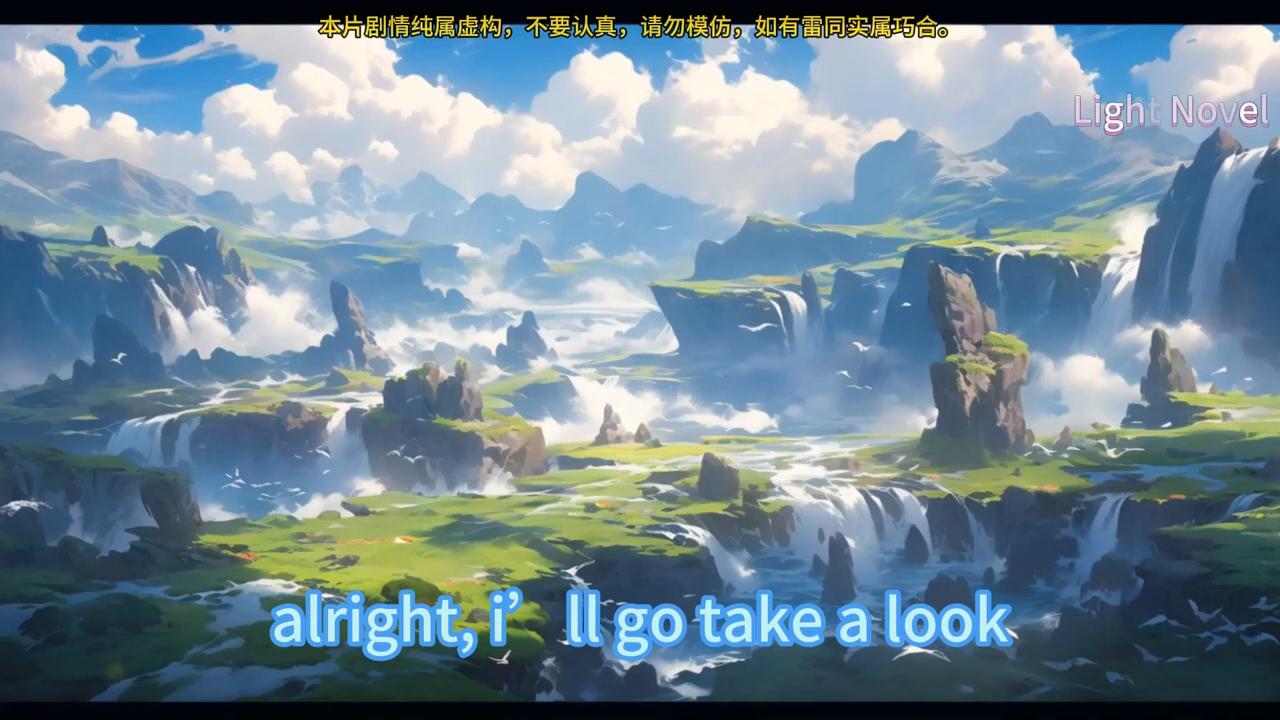 本片剧情纯属虚构，不要认真，请勿模仿，如有雷同实属巧合。
Light Novel
alright, i’ll go take a look